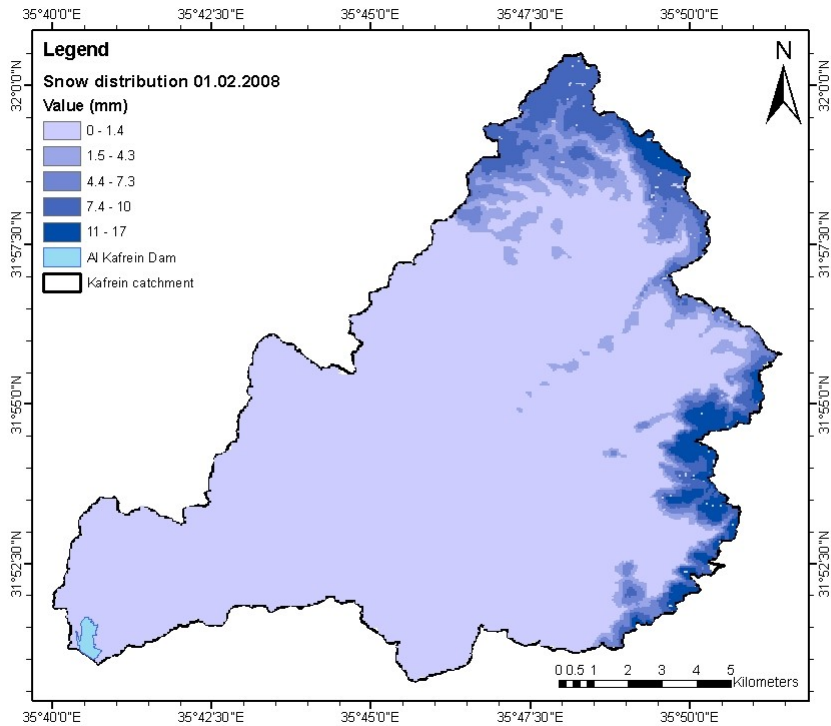 35°40'0"E 35°42'30"E 35°45'0"E 35°47'30"E 35°50'0"E
Legend
Snow distribution 01.02.2008
Value (mm)
0 - 1.4
1.5 - 4.3
4.4 - 7.3
7.4 - 10
11 - 17
Al Kafrein Dam
Kafrein catchment
N
32°0'0"N
31°57'30"N
31°55'0"N
31°52'30"N
32°0'0"N
31°57'30"N
31°55'0"N
31°52'30"N
0 0.5 1 2 3 4 5
Kilometers
35°40'0"E 35°42'30"E 35°45'0"E 35°47'30"E 35°50'0"E